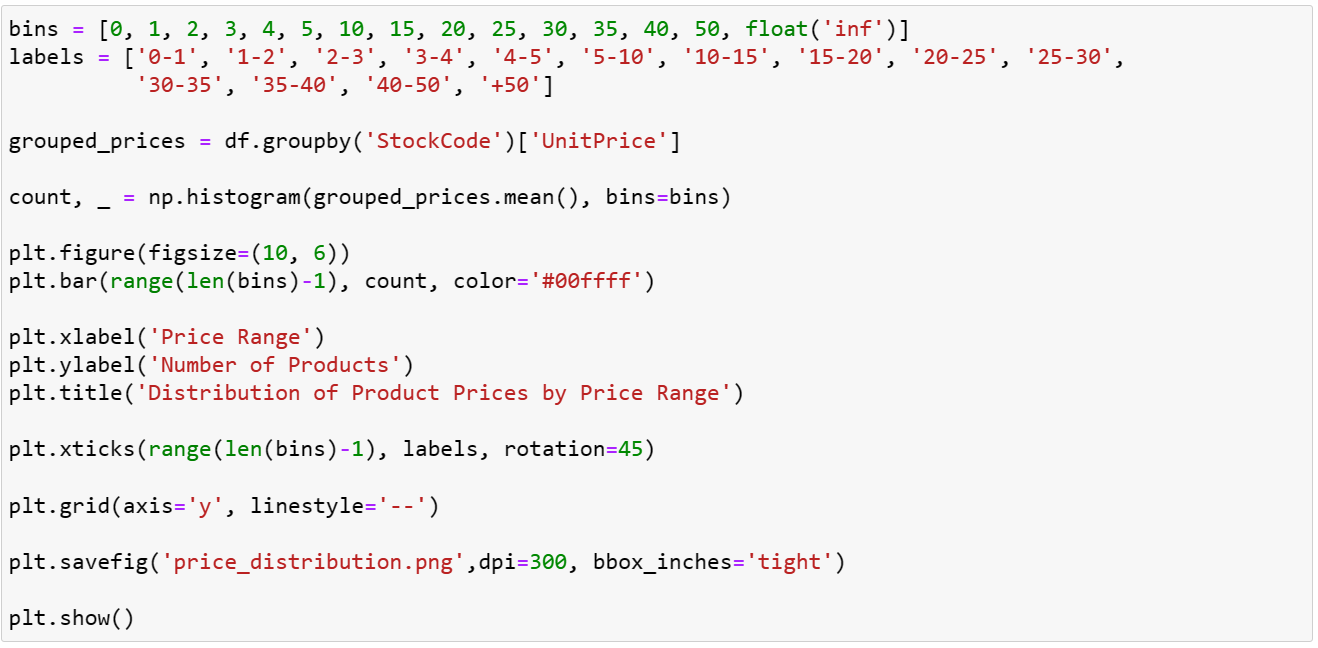 bins = [0, 1, 2, 3, 4, 5, 10, 15, 20, 25, 30, 35, 40, 50, float('inf')]
labels = ['0-1', '1-2', '2-3', '3-4', '4-5', '5-10', '10-15', '15-20', '20-25', '25-30',
          '30-35', '35-40', '40-50', '+50']
grouped_prices = df.groupby('StockCode')['UnitPrice']
count, _ = np.histogram(grouped_prices.mean(), bins=bins)
plt.figure(figsize=(10, 6))
plt.bar(range(len(bins)-1), count, color='#00ffff')
plt.xlabel('Price Range')
plt.ylabel('Number of Products')
plt.title('Distribution of Product Prices by Price Range')
plt.xticks(range(len(bins)-1), labels, rotation=45)
plt.grid(axis='y', linestyle='--')
plt.savefig('price_distribution.png',dpi=300, bbox_inches='tight')
plt.show()